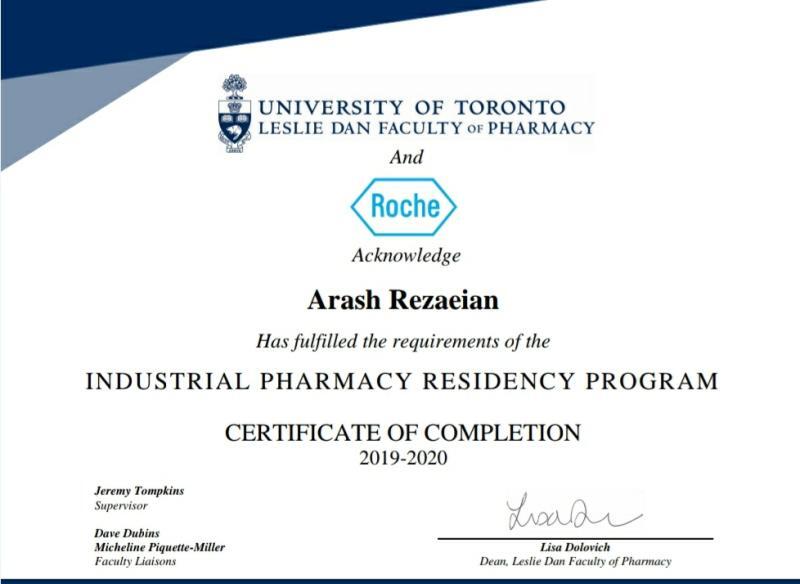 UNIVERSITY OF TORONTO
LESLIE DAN FACULTY OF PHARMACY
And
Roche
Acknowledge
Arash Rezaeian
Has fulfilled the requirements of the
INDUSTRIAL PHARMACY RESIDENCY PROGRAM
CERTIFICATE OF COMPLETION
2019-2020
Jeremy Tompkins
Supervisor
Dave Dubins
Micheline Piquette-Miller
Faculty Liaisons
Lisa Dolovich
Dean, Leslie Dan Faculty of Pharmacy